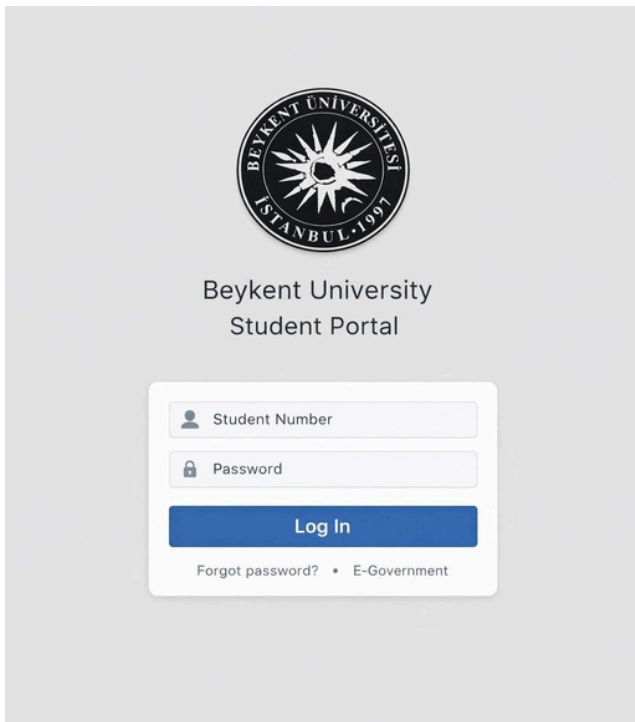 BEYKENT ÜNİVERSİTESİ
İSTANBUL·1997
Beykent University
Student Portal
Student Number
Password
Log In
Forgot password? • E-Government